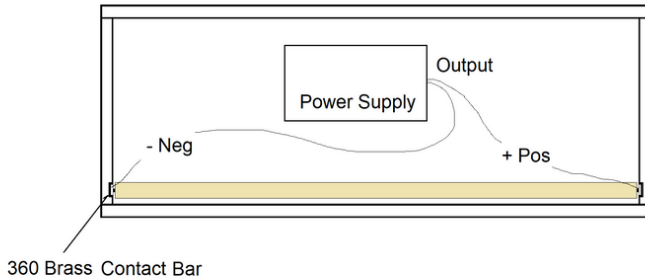 Output
Power Supply
- Neg
+ Pos
360 Brass Contact Bar